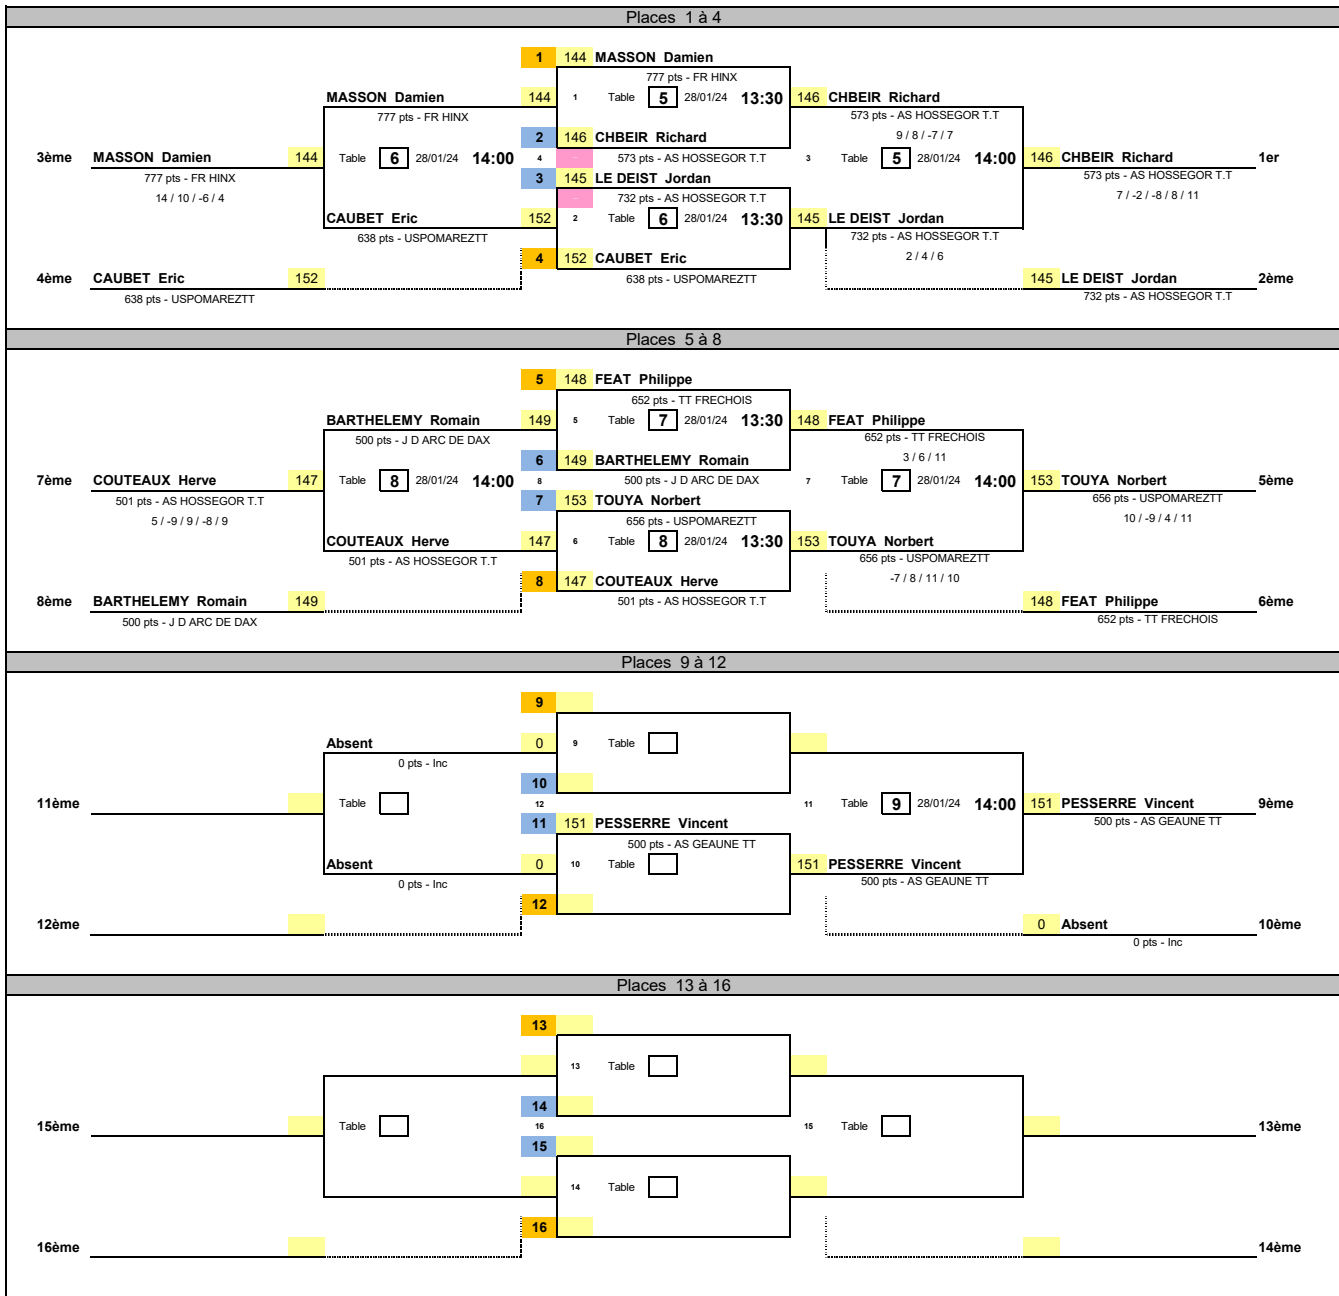 Places 1 à 4
1 144 MASSON Damien
777 pts - FR HINX
MASSON Damien 144 1 Table 5 28/01/24 13:30 146 CHBEIR Richard
777 pts - FR HINX 573 pts - AS HOSSEGOR T.T
2 146 CHBEIR Richard 9 / 8 / -7 / 7
3ème MASSON Damien 144 Table 6 28/01/24 14:00 4 573 pts - AS HOSSEGOR T.T 3 Table 5 28/01/24 14:00 146 CHBEIR Richard 1er
777 pts - FR HINX 3 145 LE DEIST Jordan 573 pts - AS HOSSEGOR T.T
14 / 10 / -6 / 4 732 pts - AS HOSSEGOR T.T 7 / -2 / -8 / 8 / 11
CAUBET Eric 152 2 Table 6 28/01/24 13:30 145 LE DEIST Jordan
638 pts - USPOMAREZTT 732 pts - AS HOSSEGOR T.T
4 152 CAUBET Eric 2 / 4 / 6
4ème CAUBET Eric 152 638 pts - USPOMAREZTT 145 LE DEIST Jordan 2ème
638 pts - USPOMAREZTT 732 pts - AS HOSSEGOR T.T
Places 5 à 8
5 148 FEAT Philippe
652 pts - TT FRECHOIS
BARTHELEMY Romain 149 5 Table 7 28/01/24 13:30 148 FEAT Philippe
500 pts - J D ARC DE DAX 652 pts - TT FRECHOIS
6 149 BARTHELEMY Romain 3 / 6 / 11
7ème COUTEAUX Herve 147 Table 8 28/01/24 14:00 8 500 pts - J D ARC DE DAX 7 Table 7 28/01/24 14:00 153 TOUYA Norbert 5ème
501 pts - AS HOSSEGOR T.T 7 153 TOUYA Norbert 656 pts - USPOMAREZTT
5 / -9 / 9 / -8 / 9 656 pts - USPOMAREZTT 10 / -9 / 4 / 11
COUTEAUX Herve 147 6 Table 8 28/01/24 13:30 153 TOUYA Norbert
501 pts - AS HOSSEGOR T.T 656 pts - USPOMAREZTT
8 147 COUTEAUX Herve -7 / 8 / 11 / 10
8ème BARTHELEMY Romain 149 501 pts - AS HOSSEGOR T.T 148 FEAT Philippe 6ème
500 pts - J D ARC DE DAX 652 pts - TT FRECHOIS
Places 9 à 12
9
Absent 0 9 Table
0 pts - Inc
10
11ème Table 12 11 Table 9 28/01/24 14:00 151 PESSERRE Vincent 9ème
11 151 PESSERRE Vincent 500 pts - AS GEAUNE TT
500 pts - AS GEAUNE TT
Absent 0 10 Table 151 PESSERRE Vincent
0 pts - Inc 500 pts - AS GEAUNE TT
12
12ème 0 Absent 10ème
0 pts - Inc
Places 13 à 16
13
13 Table
14
15ème Table 16 15 Table 13ème
15
14 Table
16
16ème 14ème